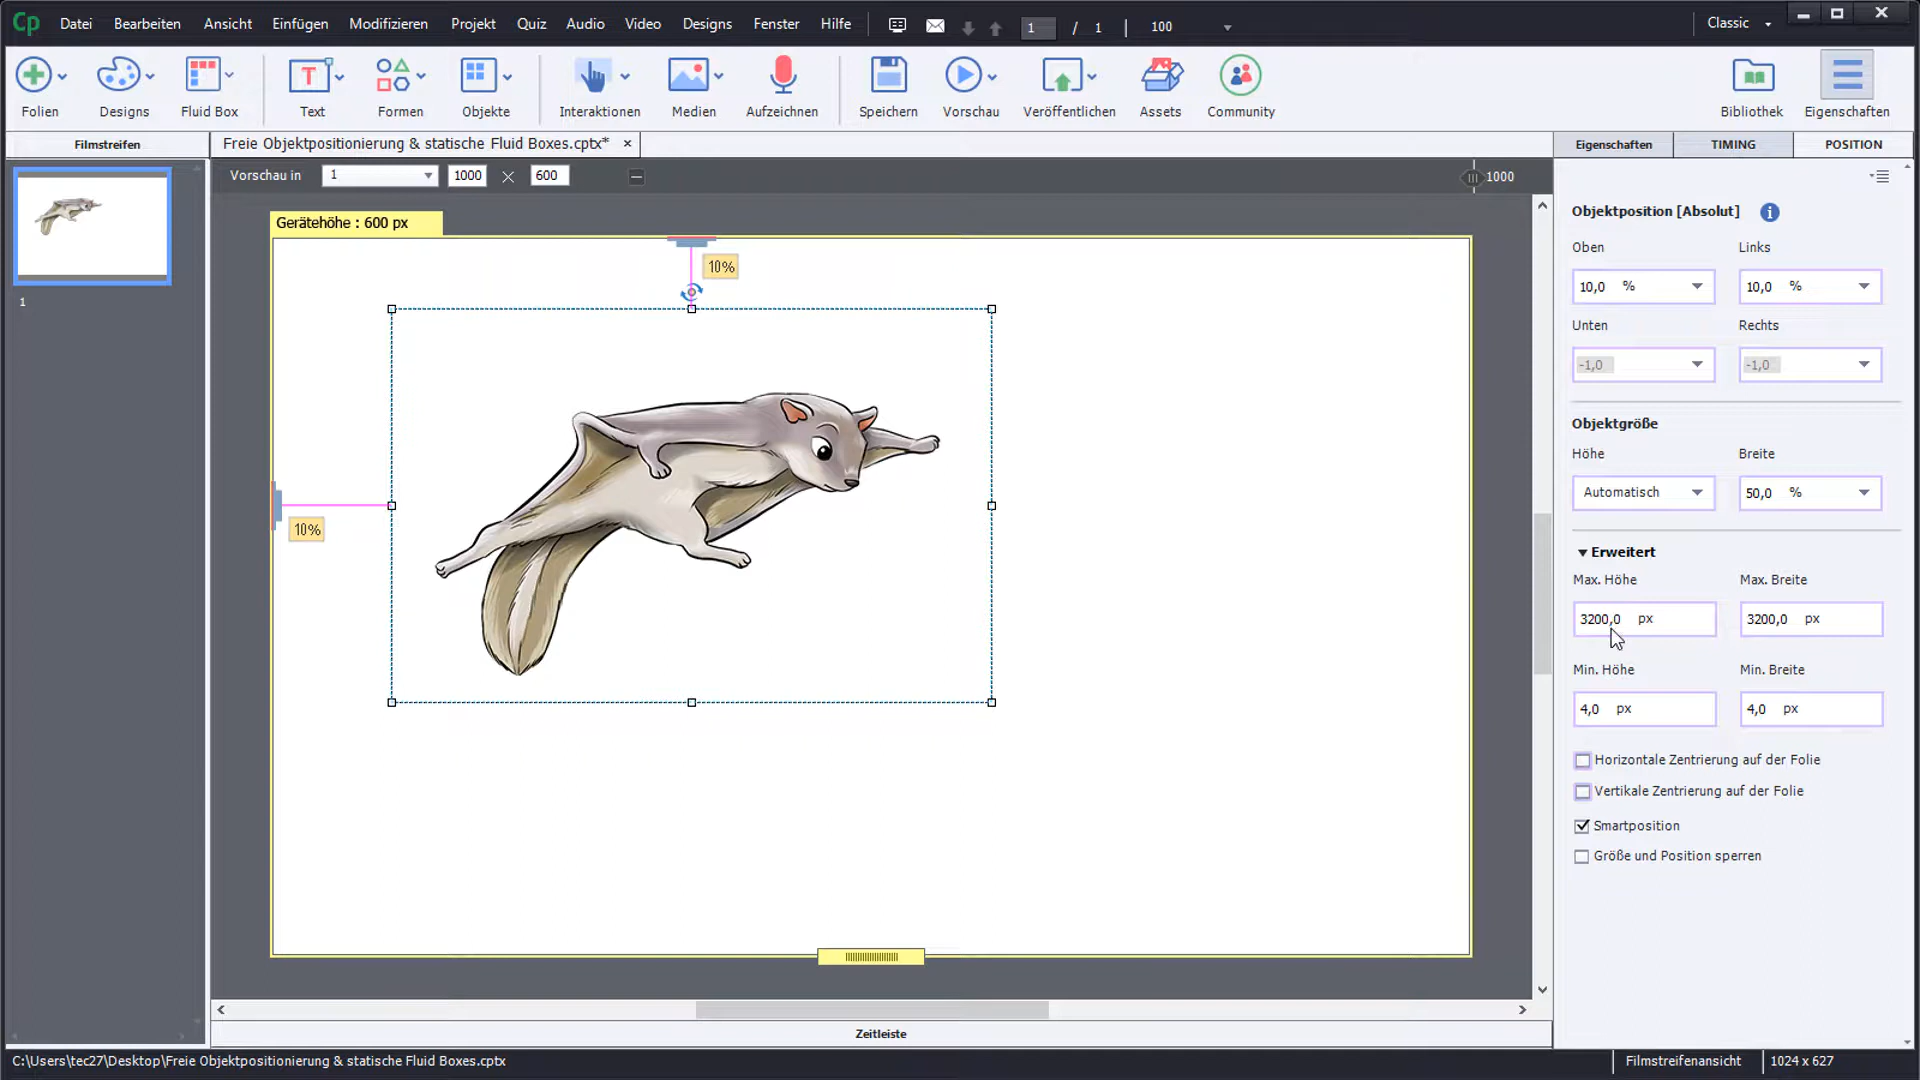 Cp Datei Bearbeiten Ansicht Einfügen Modifizieren Projekt Quiz Audio Video Designs Fenster Hilfe 1 / 1 100 Classic
Folien Designs Fluid Box Text Formen Objekte Interaktionen Medien Aufzeichnen Speichern Vorschau Veröffentlichen Assets Community Bibliothek Eigenschaften
Filmstreifen Freie Objektpositionierung & statische Fluid Boxes.cptx* Eigenschaften TIMING POSITION
Vorschau in 1 1000 600 1000
Gerätehöhe : 600 px
10%
10%
1
Objektposition [Absolut]
Oben Links
10,0 % 10,0 %
Unten Rechts
-1,0 -1,0
Objektgröße
Höhe Breite
Automatisch 50,0 %
Erweitert
Max. Höhe Max. Breite
3200,0 px 3200,0 px
Min. Höhe Min. Breite
4,0 px 4,0 px
Horizontale Zentrierung auf der Folie
Vertikale Zentrierung auf der Folie
Smartposition
Größe und Position sperren
Zeitleiste
C:\Users\tec27\Desktop\Freie Objektpositionierung & statische Fluid Boxes.cptx Filmstreifenansicht 1024 x 627